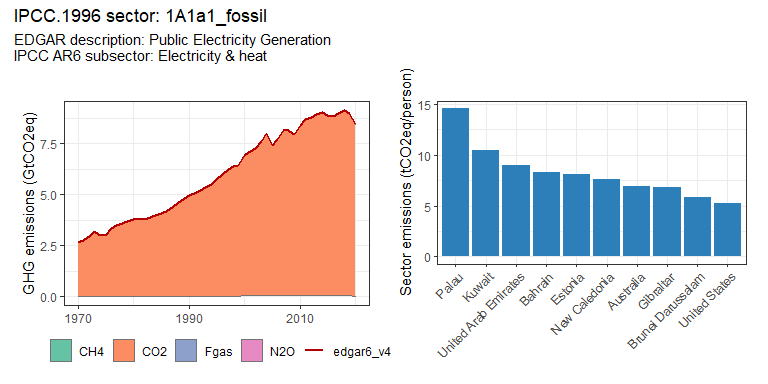 IPCC.1996 sector: 1A1a1_fossil
EDGAR description: Public Electricity Generation
IPCC AR6 subsector: Electricity & heat
GHG emissions (GtCO2eq)
7.5
5.0
2.5
0.0
1970
1990
2010
CH4
CO2
Fgas
N2O
edgar6_v4
Sector emissions (tCO2eq/person)
15
10
5
0
Palau
Kuwait
United Arab Emirates
Bahrain
Estonia
New Caledonia
Australia
Gibraltar
Brunei Darussalam
United States